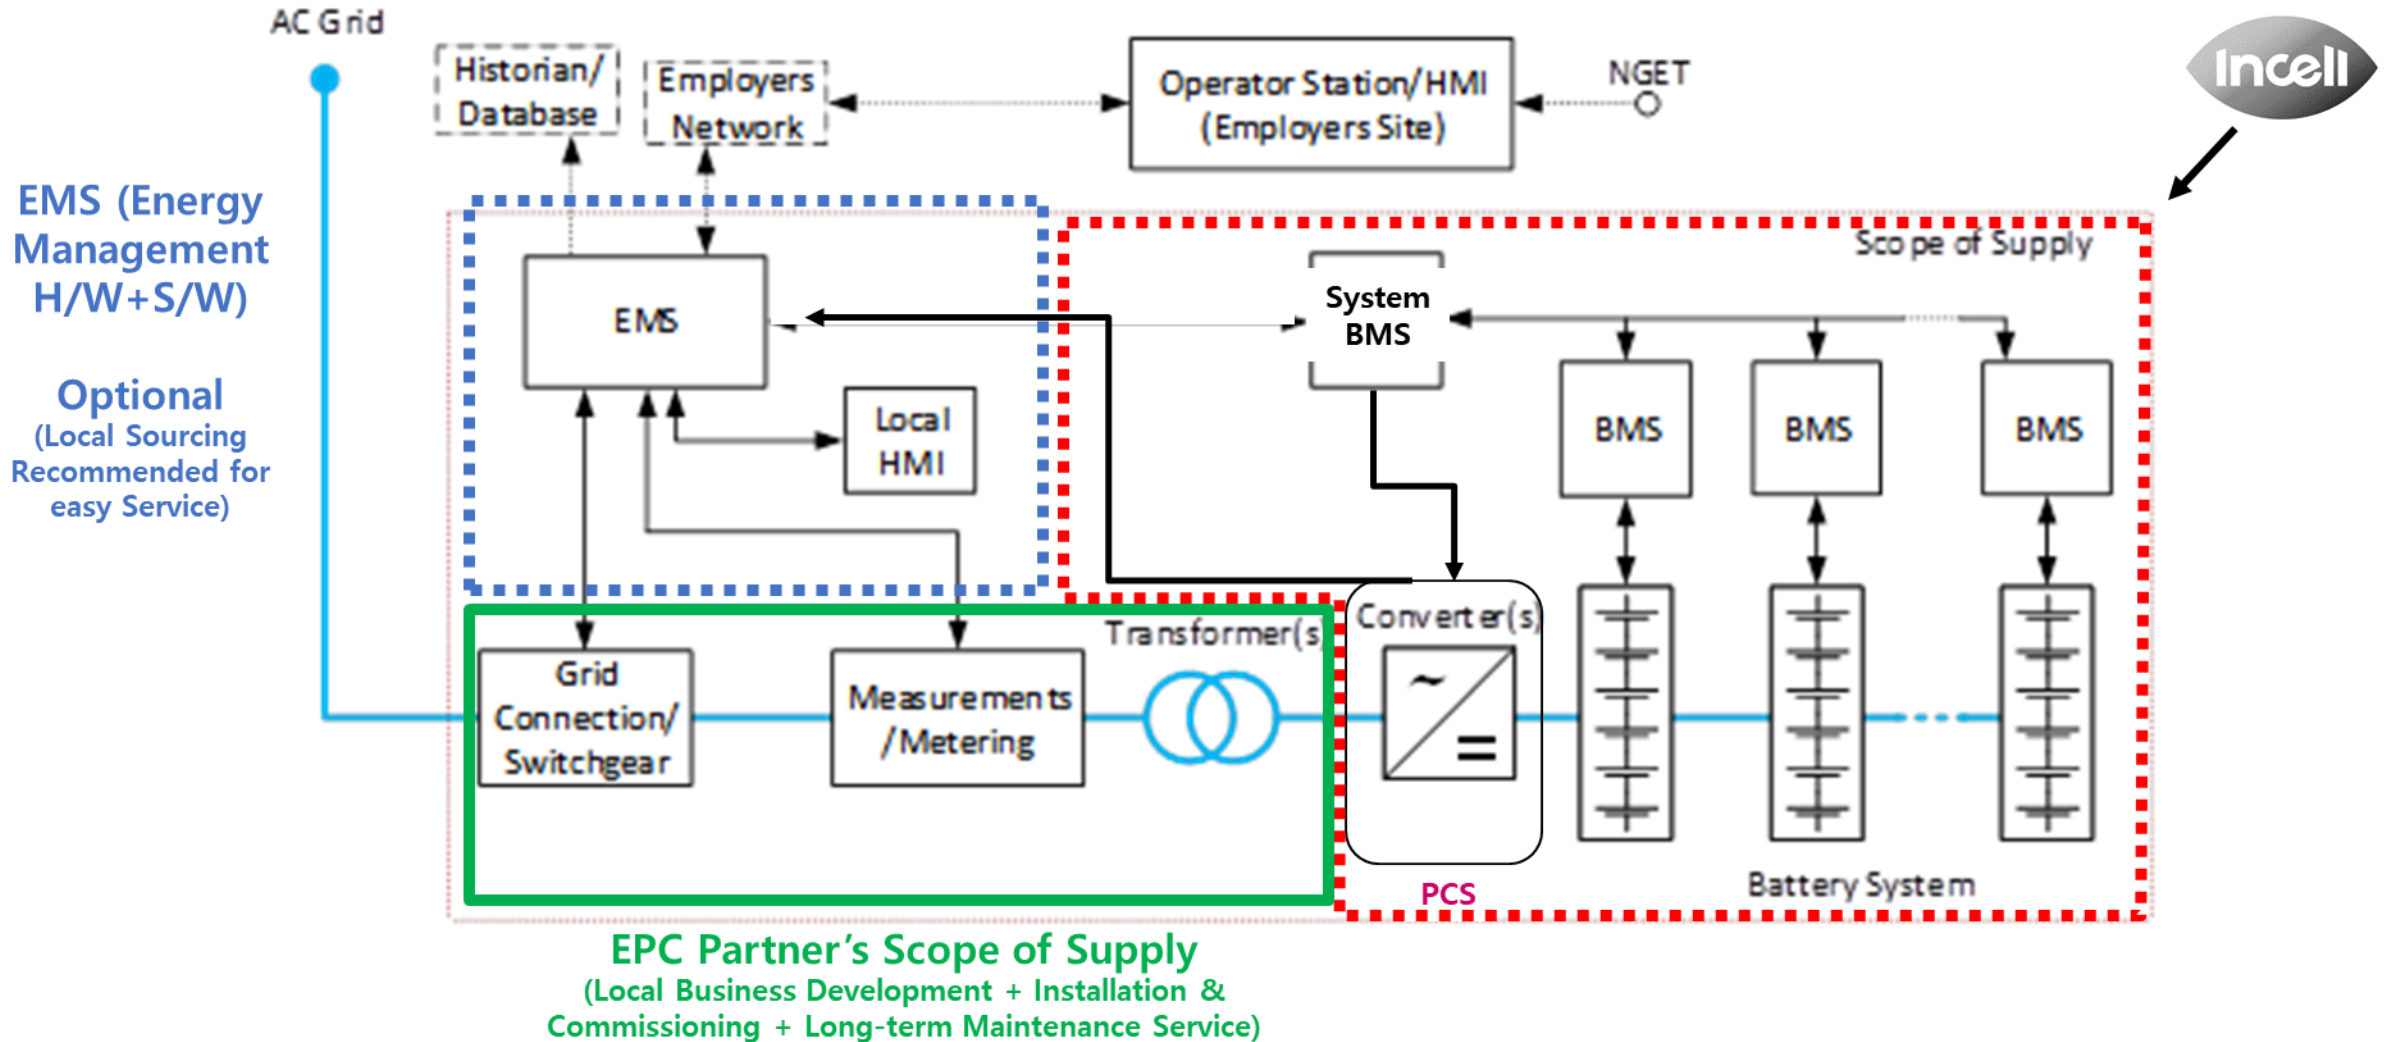 AC Grid
Historian/
Database
Employers
Network
Operator Station/HMI
(Employers Site)
NGET
Incell
EMS (Energy
Management
H/W+S/W)
Optional
(Local Sourcing
Recommended for
easy Service)
Scope of Supply
EMS
System
BMS
Local
HMI
BMS
BMS
BMS
Grid
Connection/
Switchgear
Measurements
/Metering
Transformer(s)
Converter(s)
~
=
PCS
Battery System
EPC Partner’s Scope of Supply
(Local Business Development + Installation &
Commissioning + Long-term Maintenance Service)